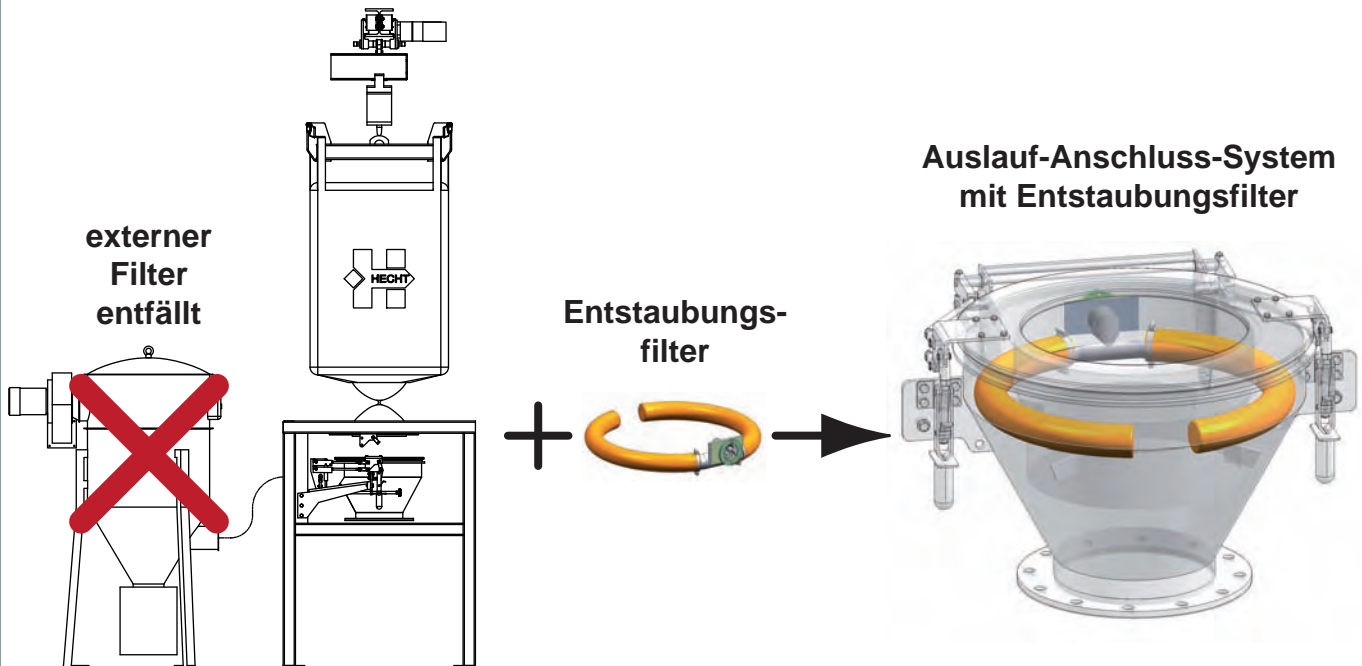 externer
Filter
entfällt
HECHT
Entstaubungs-
filter
Auslauf-Anschluss-System
mit Entstaubungsfilter